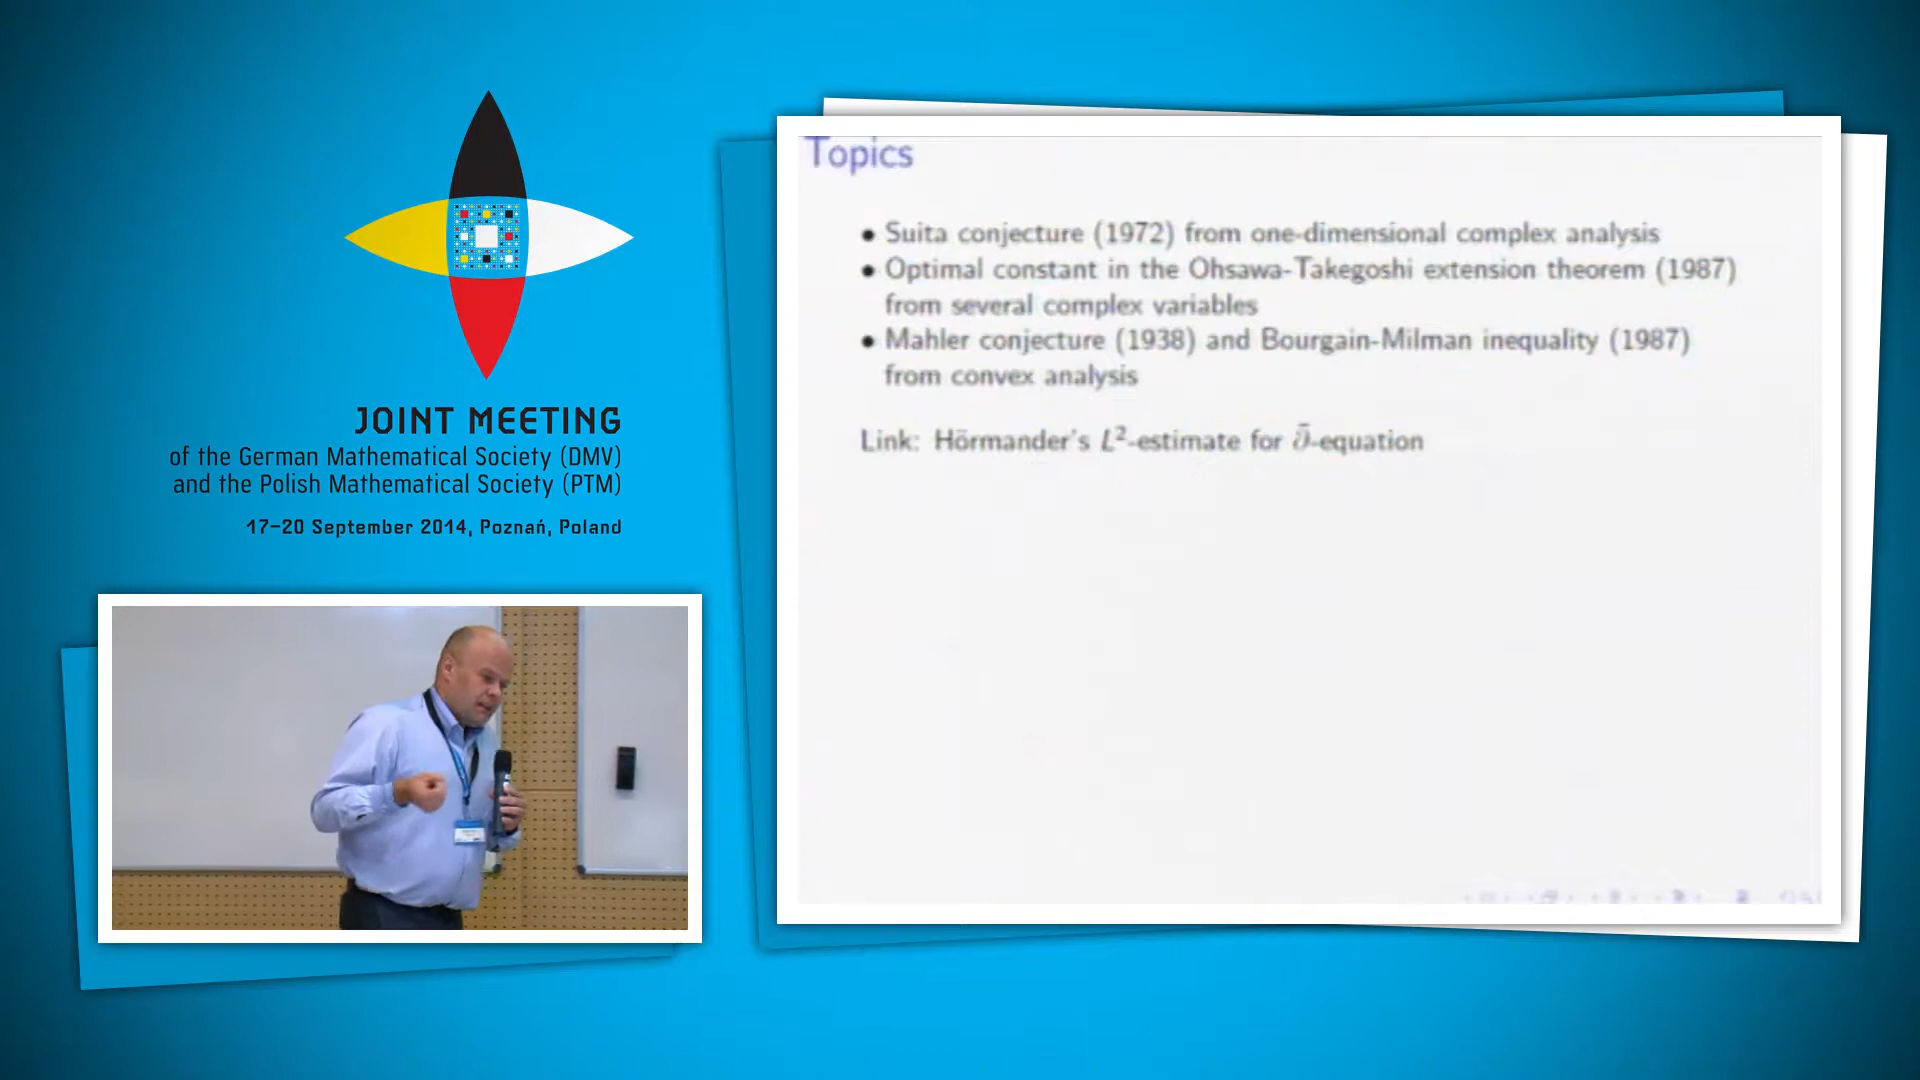 JOINT MEETING
of the German Mathematical Society (DMV)
and the Polish Mathematical Society (PTM)
17–20 September 2014, Poznań, Poland
Topics
• Suita conjecture (1972) from one-dimensional complex analysis
• Optimal constant in the Ohsawa-Takegoshi extension theorem (1987)
from several complex variables
• Mahler conjecture (1938) and Bourgain-Milman inequality (1987)
from convex analysis
Link: Hörmander's L²-estimate for ∂̄-equation